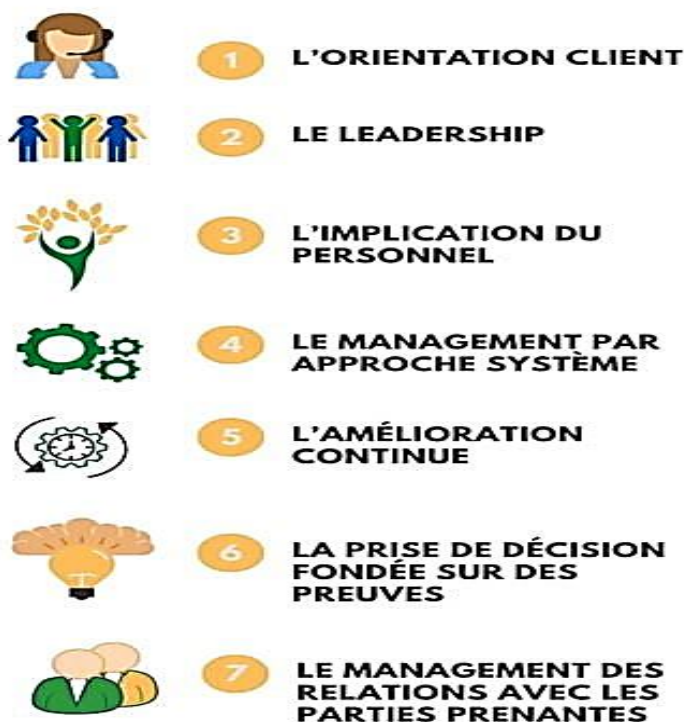 1
L'ORIENTATION CLIENT
2
LE LEADERSHIP
3
L'IMPLICATION DU
PERSONNEL
4
LE MANAGEMENT PAR
APPROCHE SYSTÈME
5
L'AMÉLIORATION
CONTINUE
6
LA PRISE DE DÉCISION
FONDÉE SUR DES
PREUVES
7
LE MANAGEMENT DES
RELATIONS AVEC LES
PARTIES PRENANTES